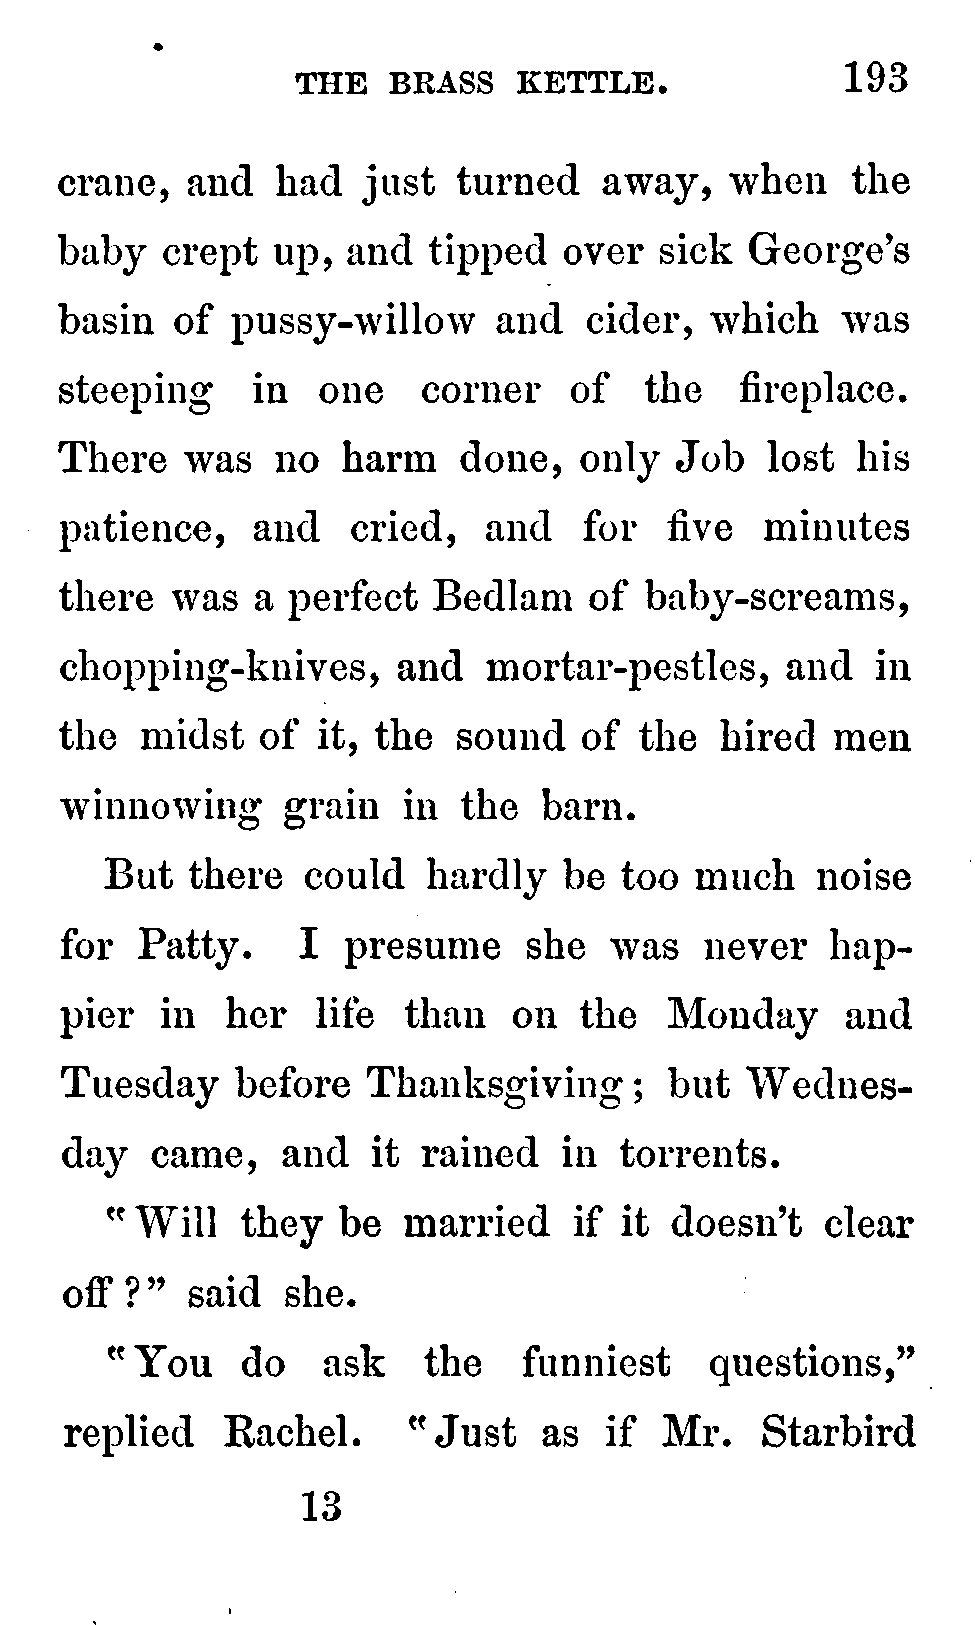 THE BRASS KETTLE. 193
crane, and had just turned away, when the
baby crept up, and tipped over sick George's
basin of pussy-willow and cider, which was
steeping in one corner of the fireplace.
There was no harm done, only Job lost his
patience, and cried, and for five minutes
there was a perfect Bedlam of baby-screams,
chopping-knives, and mortar-pestles, and in
the midst of it, the sound of the hired men
winnowing grain in the barn.
But there could hardly be too much noise
for Patty. I presume she was never hap-
pier in her life than on the Monday and
Tuesday before Thanksgiving; but Wednes-
day came, and it rained in torrents.
"Will they be married if it doesn't clear
off?" said she.
"You do ask the funniest questions,"
replied Rachel. "Just as if Mr. Starbird
13